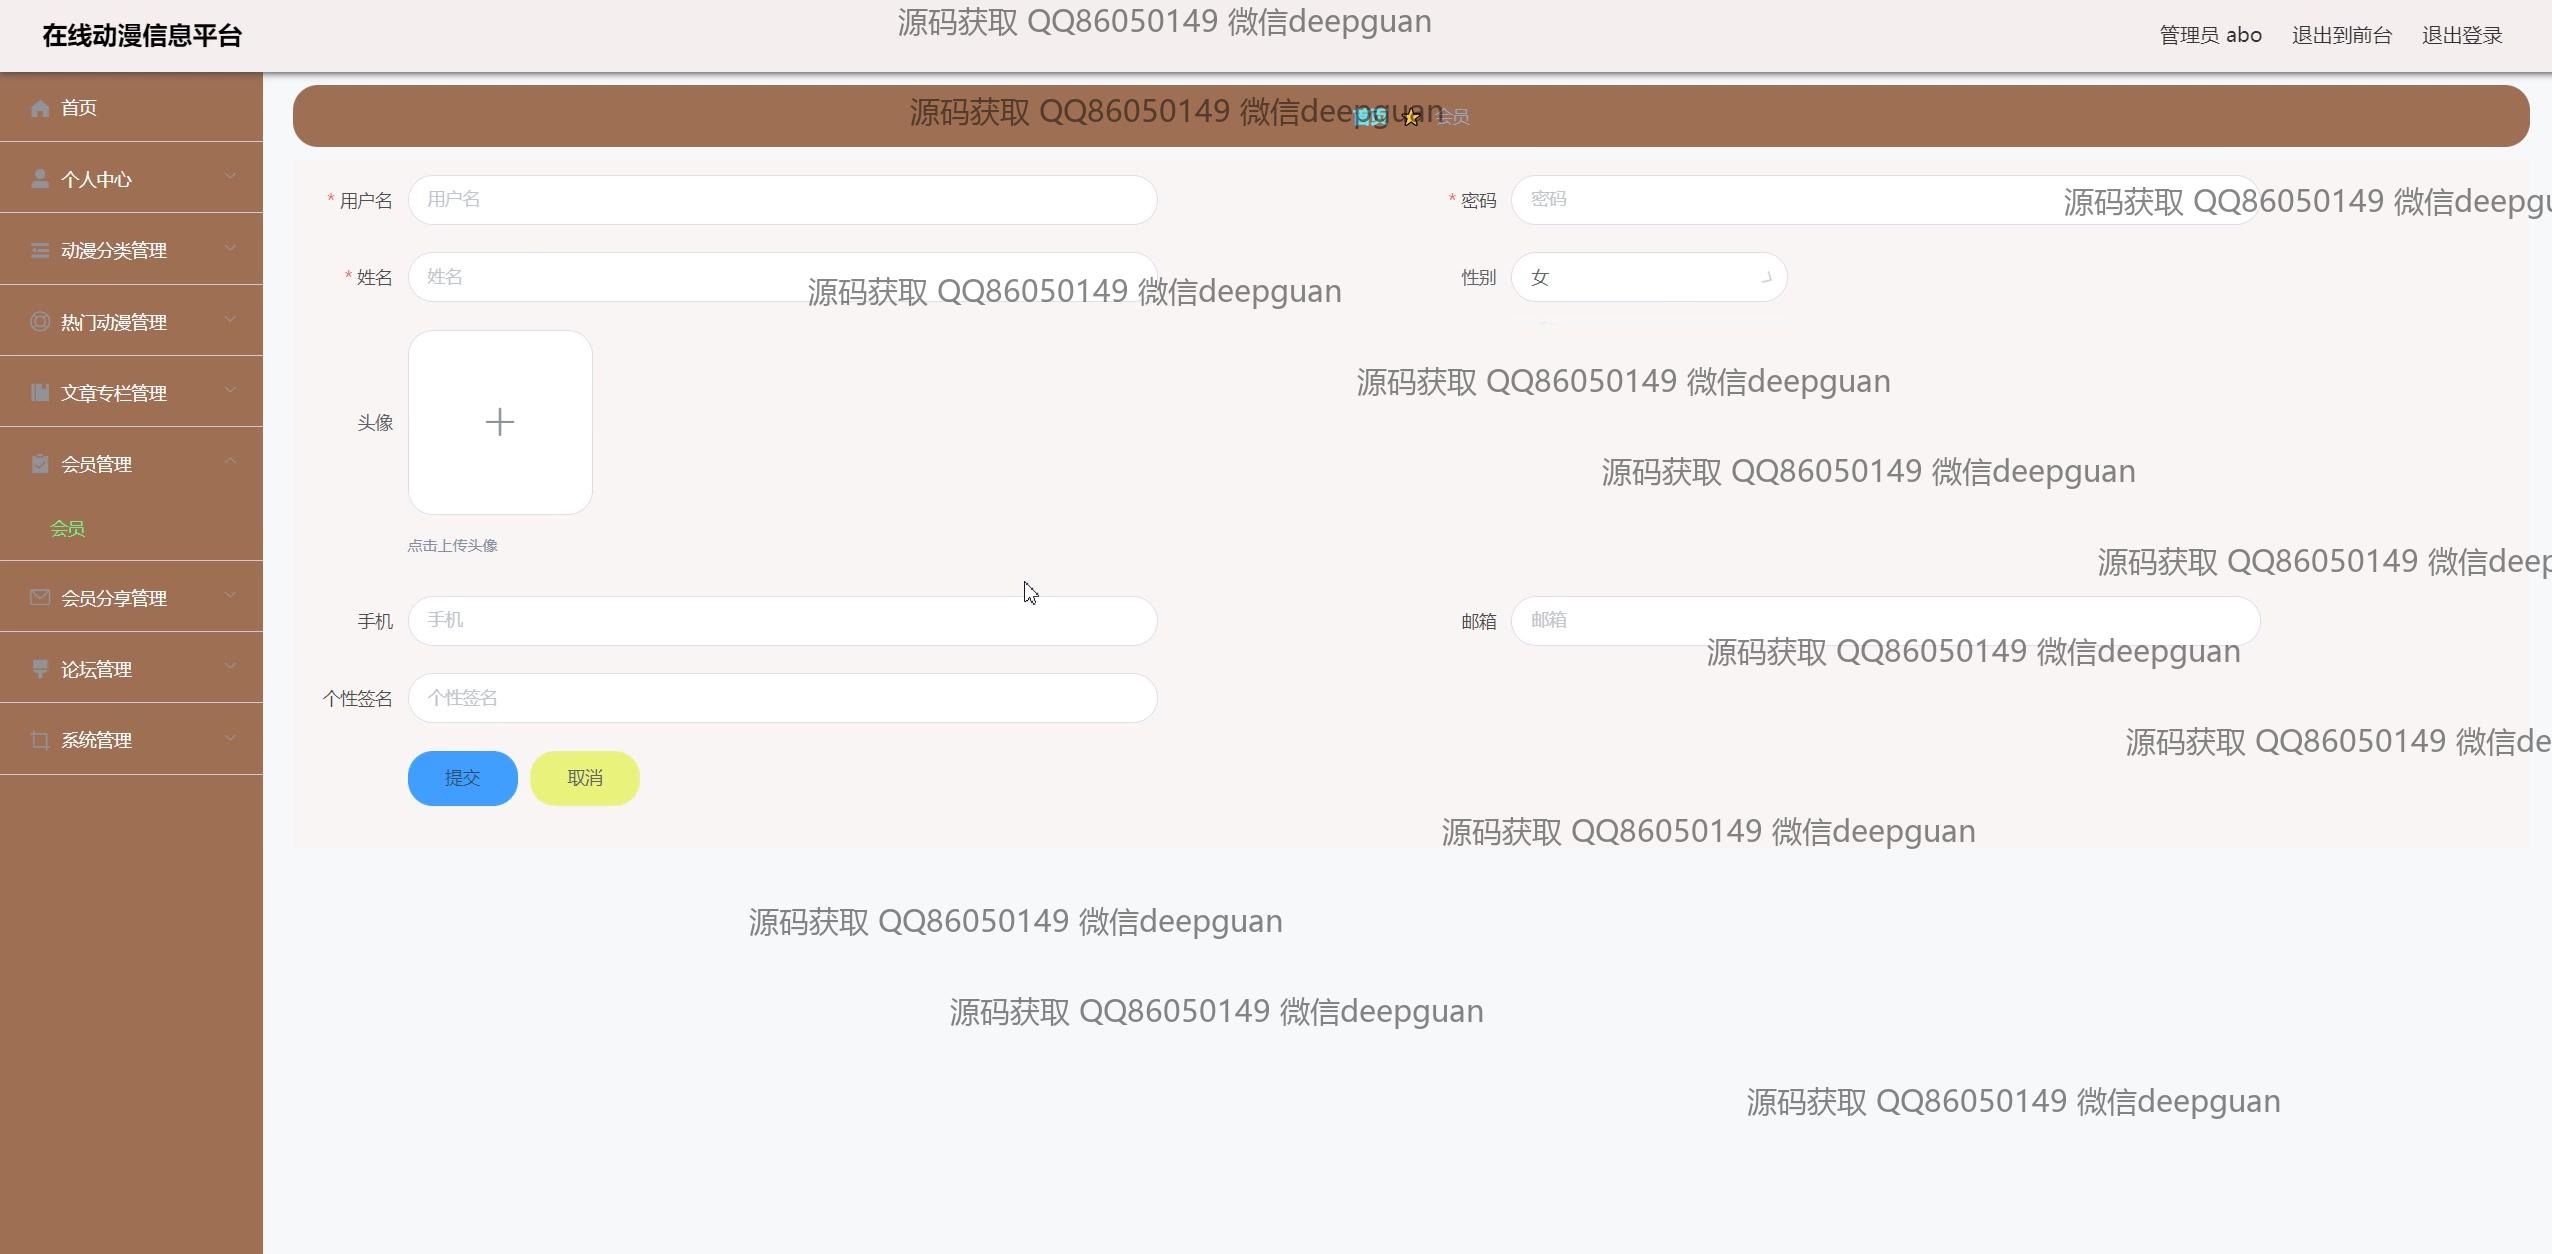 在线动漫信息平台
源码获取 QQ86050149 微信deepguan
管理员 abo 退出到前台 退出登录
首页
源码获取 QQ86050149 微信deepguan
首页 会员
个人中心
* 用户名 用户名
* 密码 密码
源码获取 QQ86050149 微信deepgu
动漫分类管理
* 姓名 姓名
源码获取 QQ86050149 微信deepguan
性别 女
热门动漫管理
源码获取 QQ86050149 微信deepguan
文章专栏管理
头像
会员管理
源码获取 QQ86050149 微信deepguan
会员
点击上传头像
源码获取 QQ86050149 微信deep
会员分享管理
手机 手机
邮箱 邮箱
源码获取 QQ86050149 微信deepguan
论坛管理
个性签名 个性签名
系统管理
源码获取 QQ86050149 微信de
提交 取消
源码获取 QQ86050149 微信deepguan
源码获取 QQ86050149 微信deepguan
源码获取 QQ86050149 微信deepguan
源码获取 QQ86050149 微信deepguan